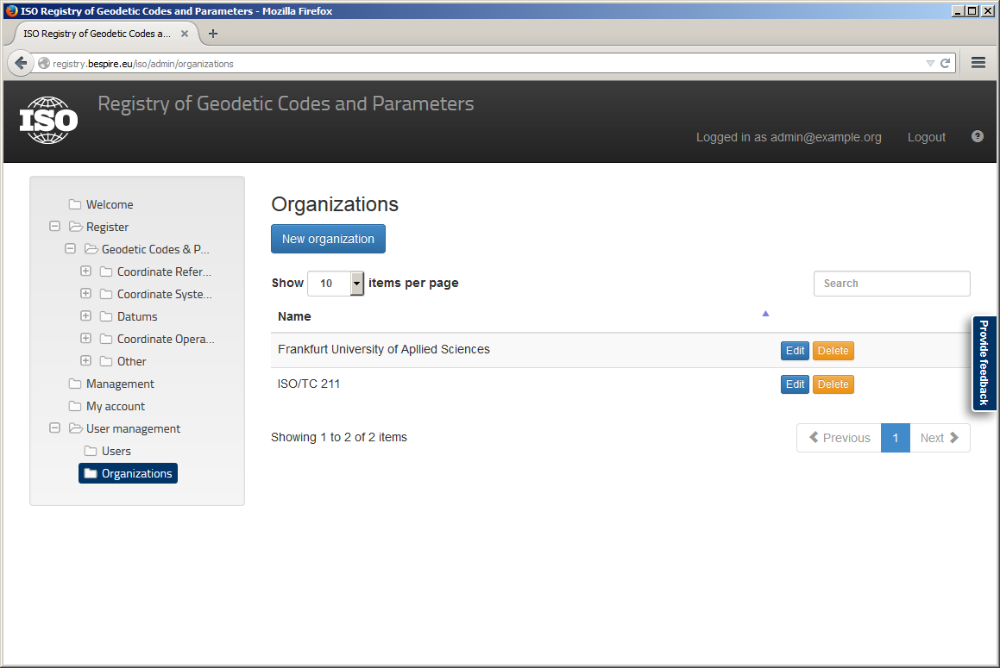 ISO Registry of Geodetic Codes and Parameters - Mozilla Firefox
ISO Registry of Geodetic Codes a...
registry.bespire.eu/iso/admin/organizations
ISO
Registry of Geodetic Codes and Parameters
Logged in as admin@example.org Logout ?
Welcome
Register
Geodetic Codes & P...
Coordinate Refer...
Coordinate Syste...
Datums
Coordinate Opera...
Other
Management
My account
User management
Users
Organizations
Organizations
New organization
Show 10 items per page Search
Name
Frankfurt University of Apllied Sciences Edit Delete
ISO/TC 211 Edit Delete
Showing 1 to 2 of 2 items Previous 1 Next
Provide feedback